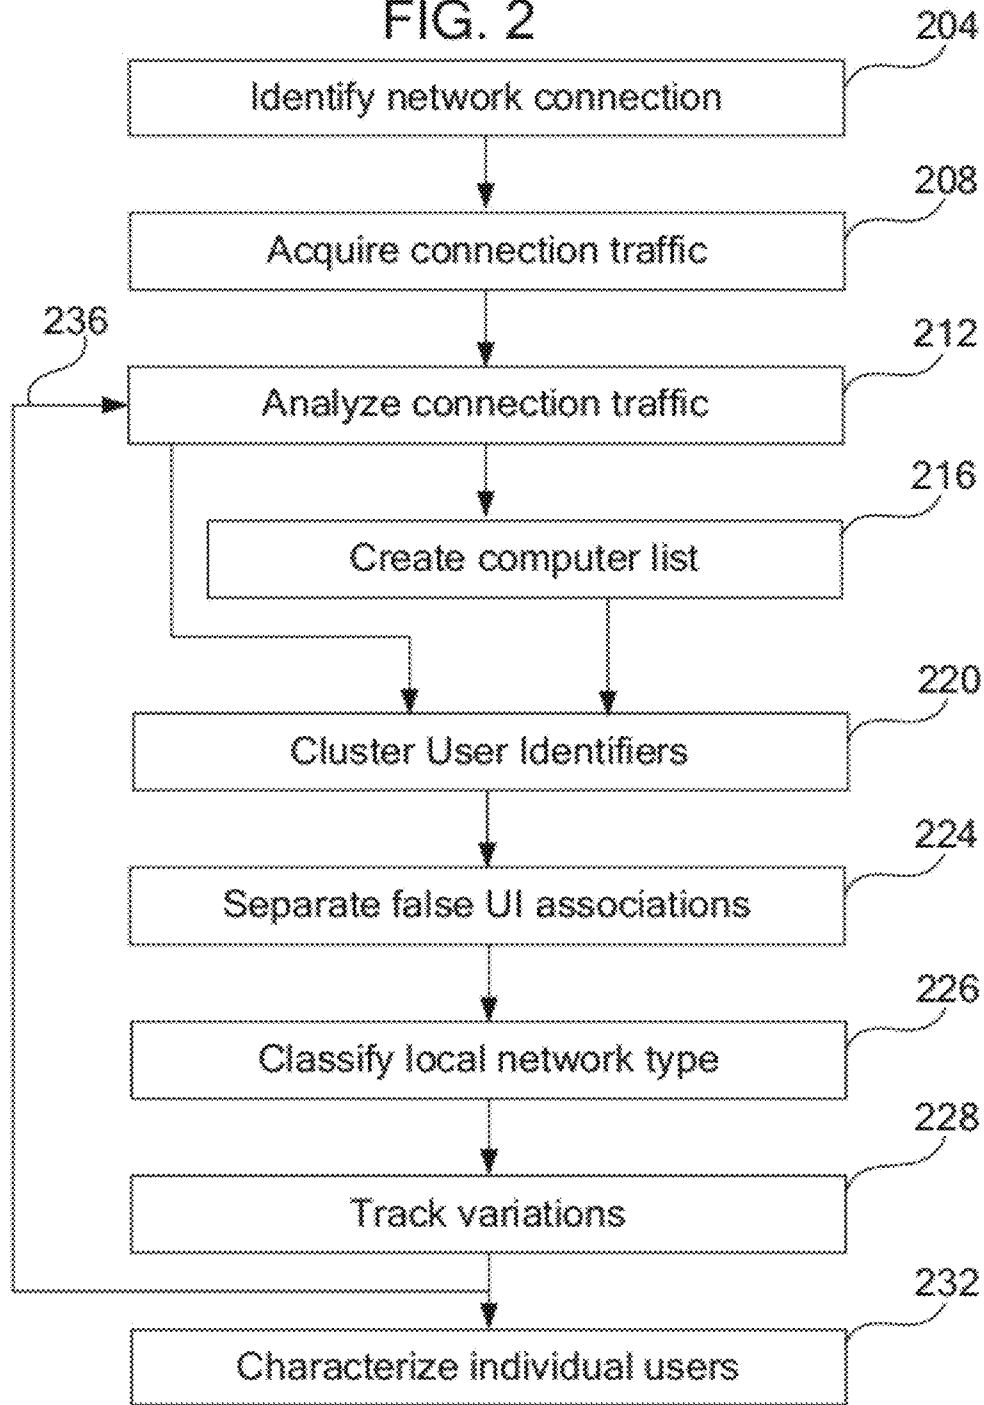 FIG. 2
204
Identify network connection
208
Acquire connection traffic
236
212
Analyze connection traffic
216
Create computer list
220
Cluster User Identifiers
224
Separate false UI associations
226
Classify local network type
228
Track variations
232
Characterize individual users